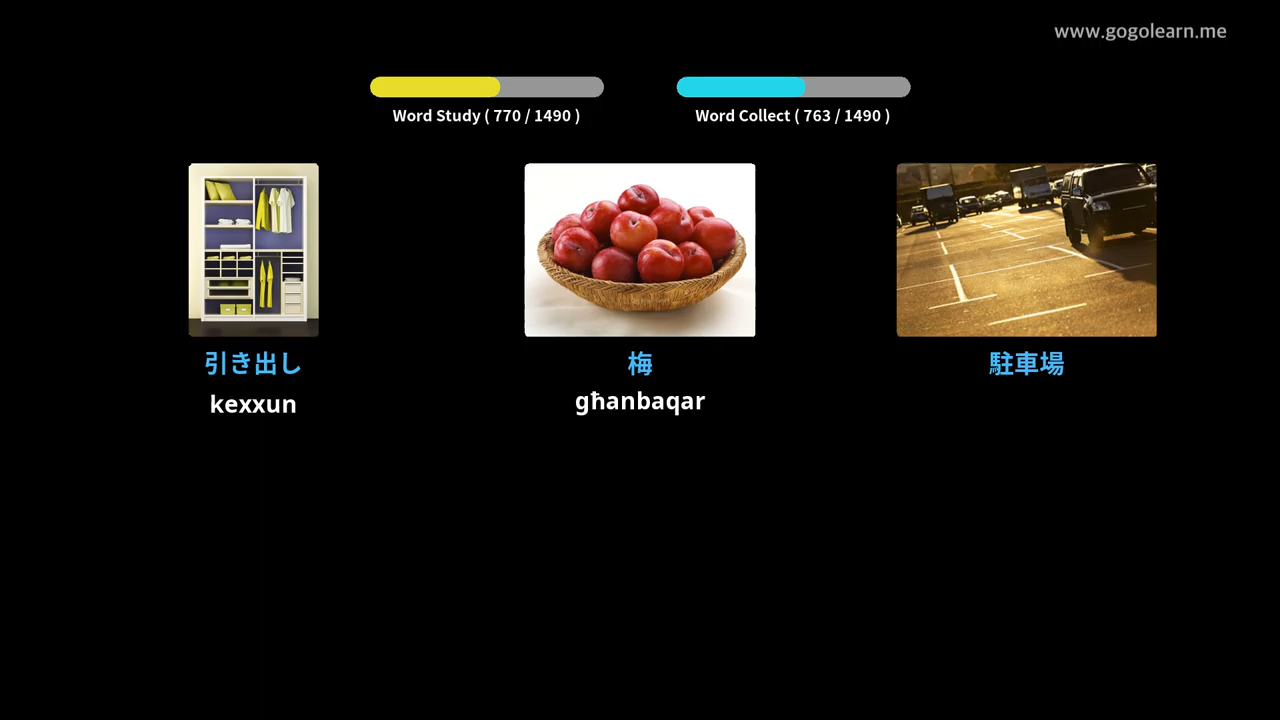 www.gogolearn.me
Word Study ( 770 / 1490 )
Word Collect ( 763 / 1490 )
引き出し
梅
駐車場
kexxun
għanbaqar